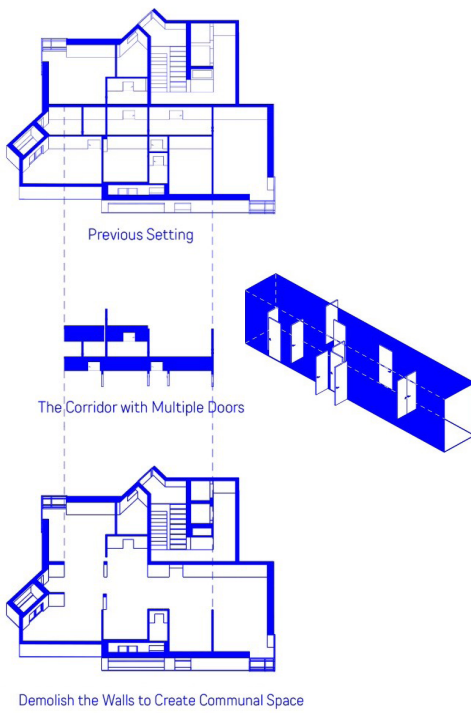 Previous Setting
The Corridor with Multiple Doors
Demolish the Walls to Create Communal Space